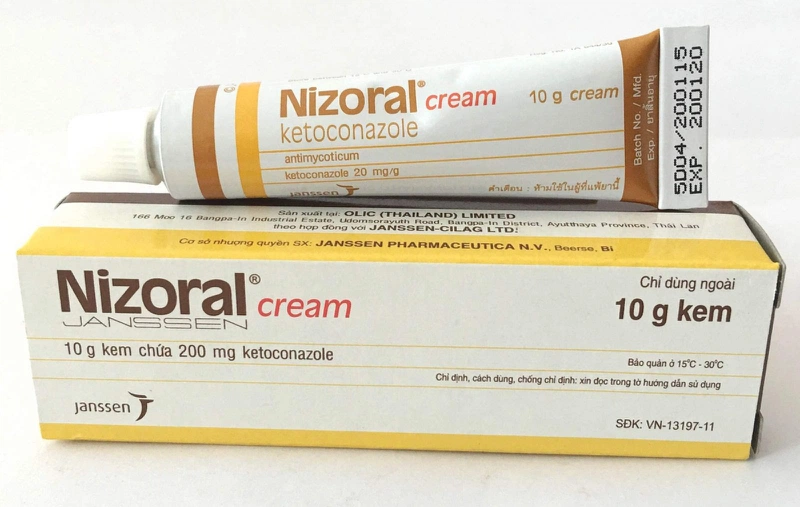 Nizoral® cream
10 g cream
ketoconazole
antimycoticum
ketoconazole 20 mg/g
janssen
คำเตือน : ห้ามใช้ในผู้ที่แพ้ยานี้
Batch No. / Mfd.
Exp. / ยาสิ้นอายุ
5D04/200115
EXP. 200120
Sản xuất tại: OLIC (THAILAND) LIMITED
166 Moo 16 Bangpa-In Industrial Estate, Udomsorayuth Road, Bangpa-In District, Ayutthaya Province, Thái Lan
theo hợp đồng với JANSSEN-CILAG LTD.
Cơ sở nhượng quyền SX: JANSSEN PHARMACEUTICA N.V., Beerse, Bỉ
Nizoral® cream
JANSSEN
Chỉ dùng ngoài
10 g kem
10 g kem chứa 200 mg ketoconazole
Bảo quản ở 15°C - 30°C
Chỉ định, cách dùng, chống chỉ định: xin đọc trong tờ hướng dẫn sử dụng
janssen
SĐK: VN-13197-11